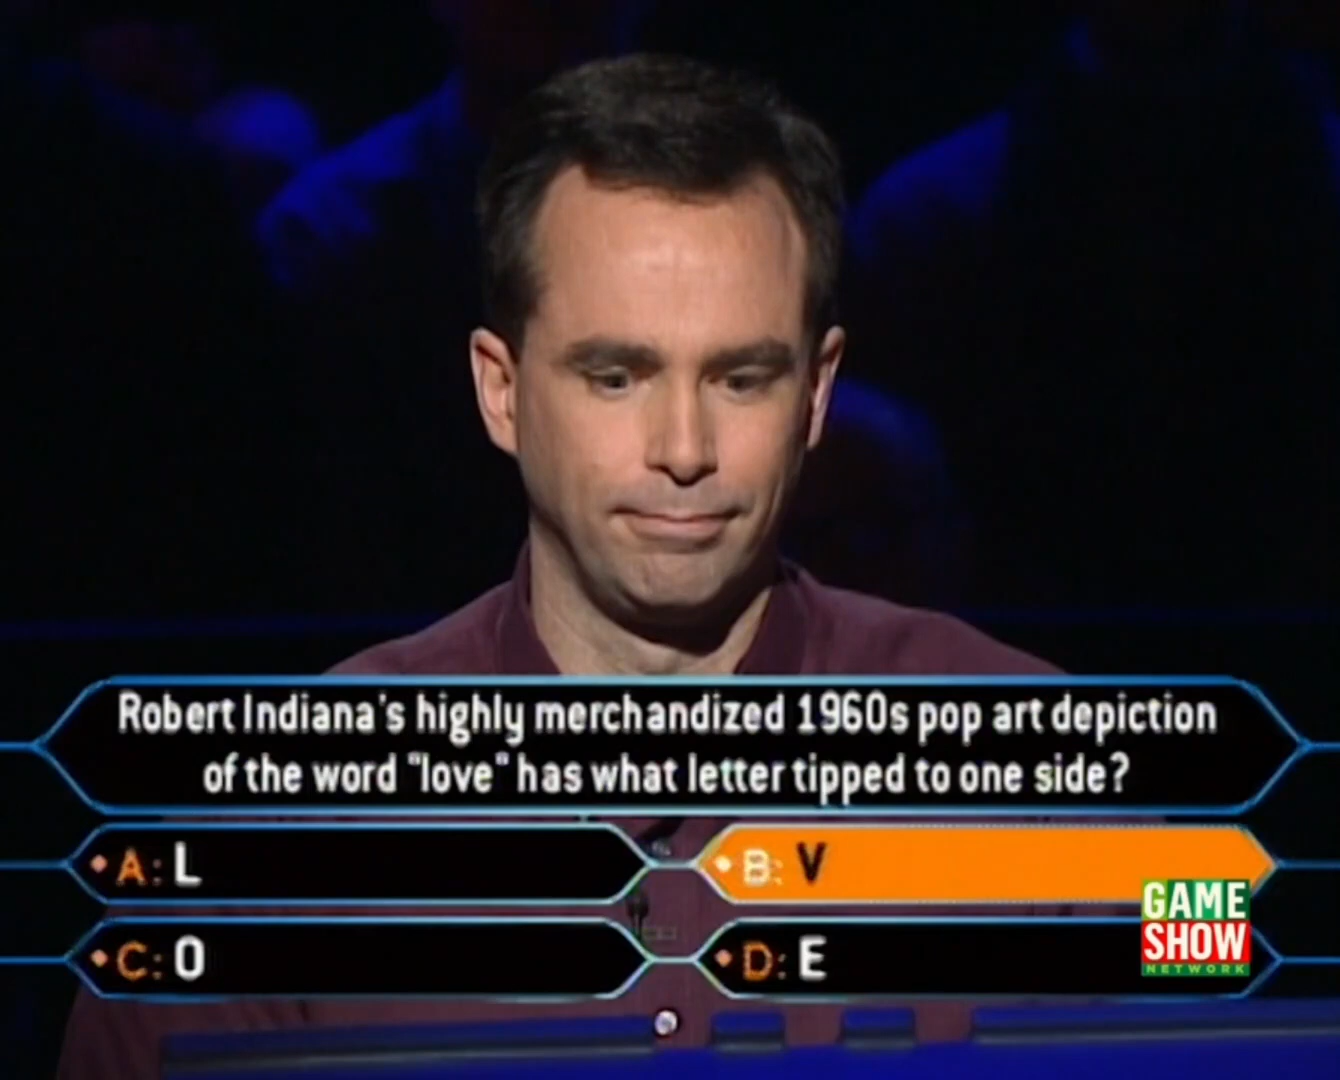 Robert Indiana's highly merchandized 1960s pop art depiction
of the word "love" has what letter tipped to one side?
A: L
B: V
C: O
D: E
GAME
SHOW
NETWORK